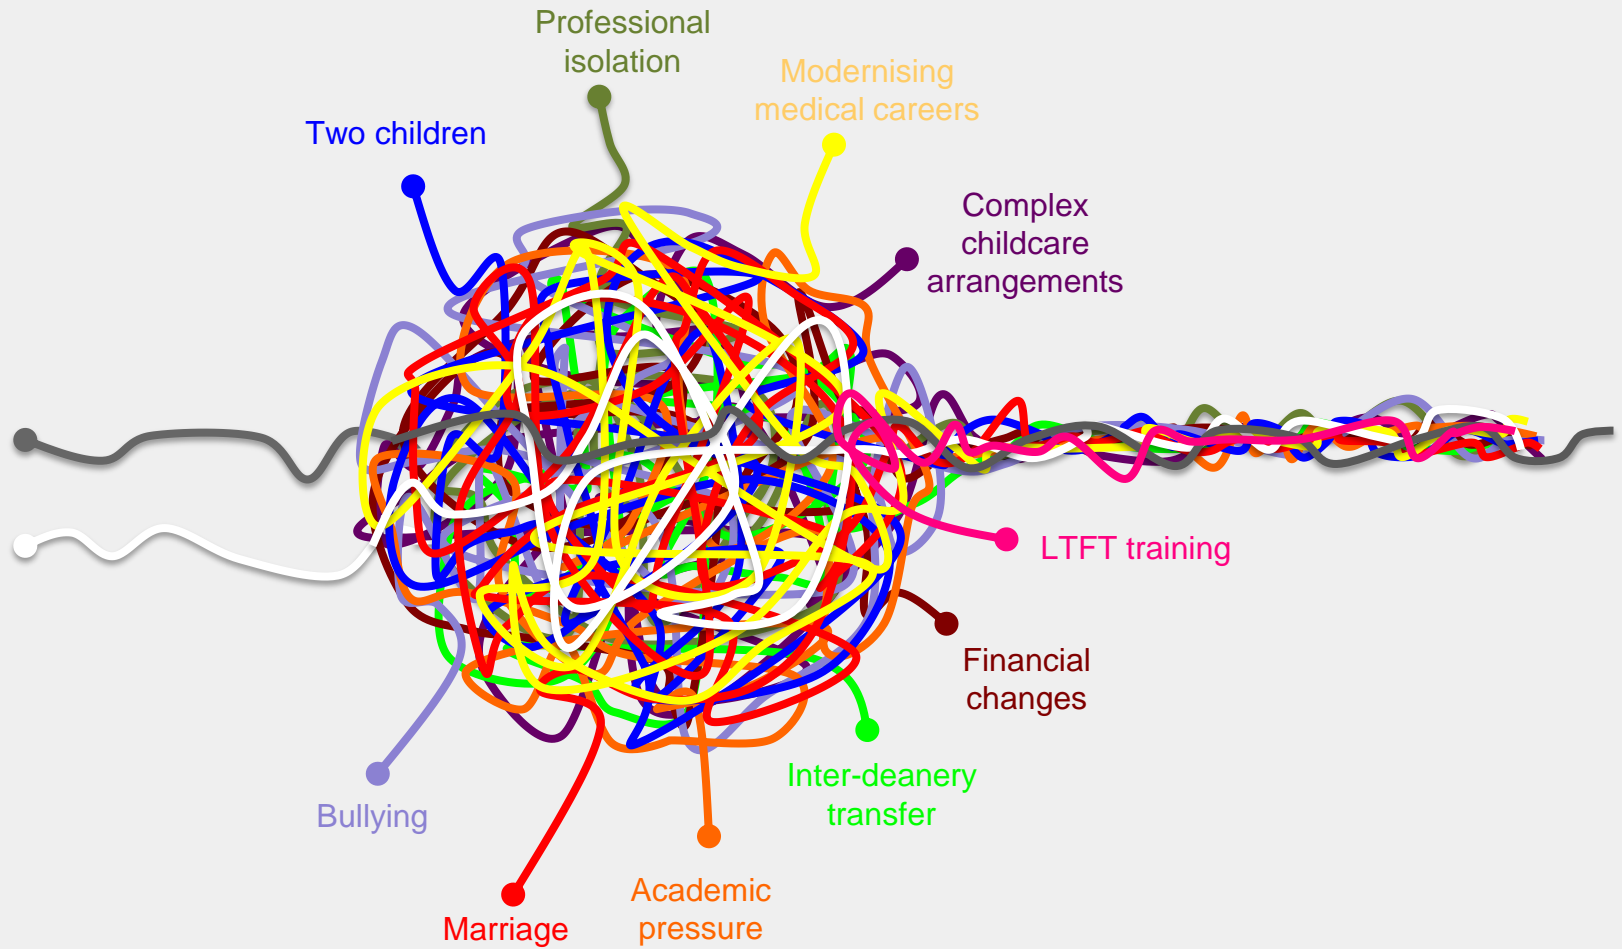 Professional
isolation
Modernising
medical careers
Two children
Complex
childcare
arrangements
LTFT training
Financial
changes
Inter-deanery
transfer
Bullying
Academic
pressure
Marriage